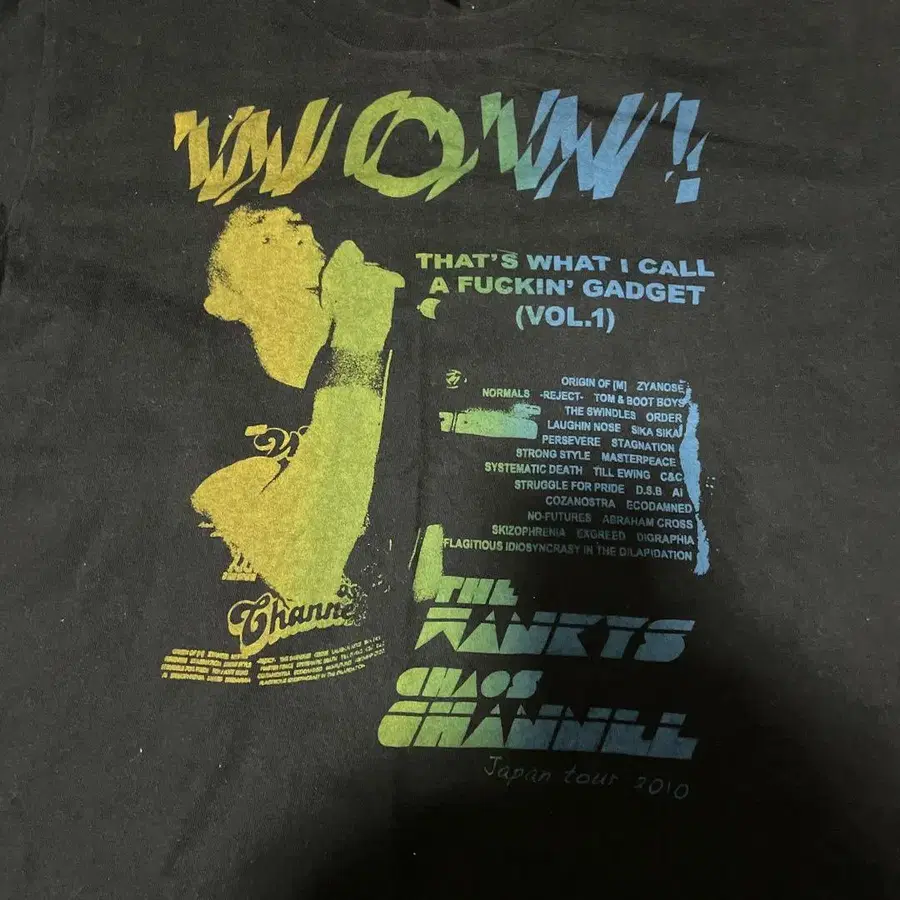 WOW!
THAT'S WHAT I CALL
A FUCKIN' GADGET
(VOL.1)
ORIGIN OF [M] ZYANOSE
NORMALS -REJECT- TOM & BOOT BOYS
THE SWINDLES ORDER
LAUGHIN NOSE SIKA SIKA
PERSEVERE STAGNATION
STRONG STYLE MASTERPEACE
SYSTEMATIC DEATH TILL EWING C&C
STRUGGLE FOR PRIDE D.S.B Ai
COZANOSTRA ECODAMNED
NO-FUTURES ABRAHAM CROSS
SKIZOPHRENIA EXGREED DIGRAPHIA
FLAGITIOUS IDIOSYNCRASY IN THE DILAPIDATION
Channe
THE
WANKYS
CHAOS
CHANNEL
Japan tour 2010